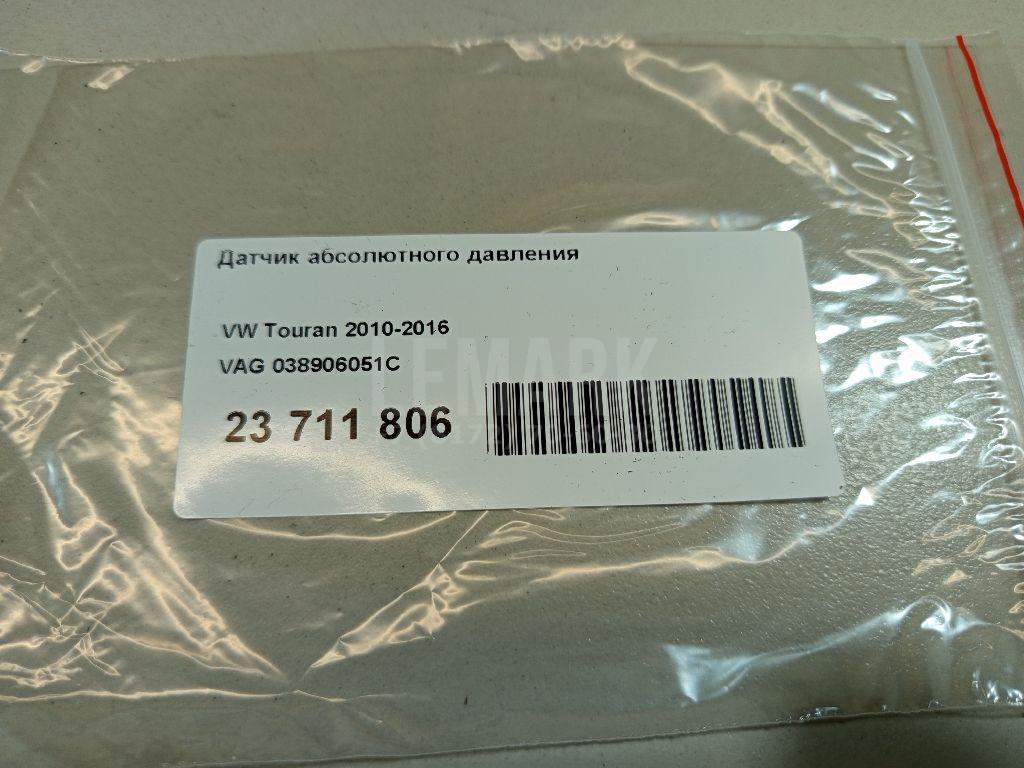 Датчик абсолютного давления
VW Touran 2010-2016
VAG 038906051C
LEMARK
23 711 806